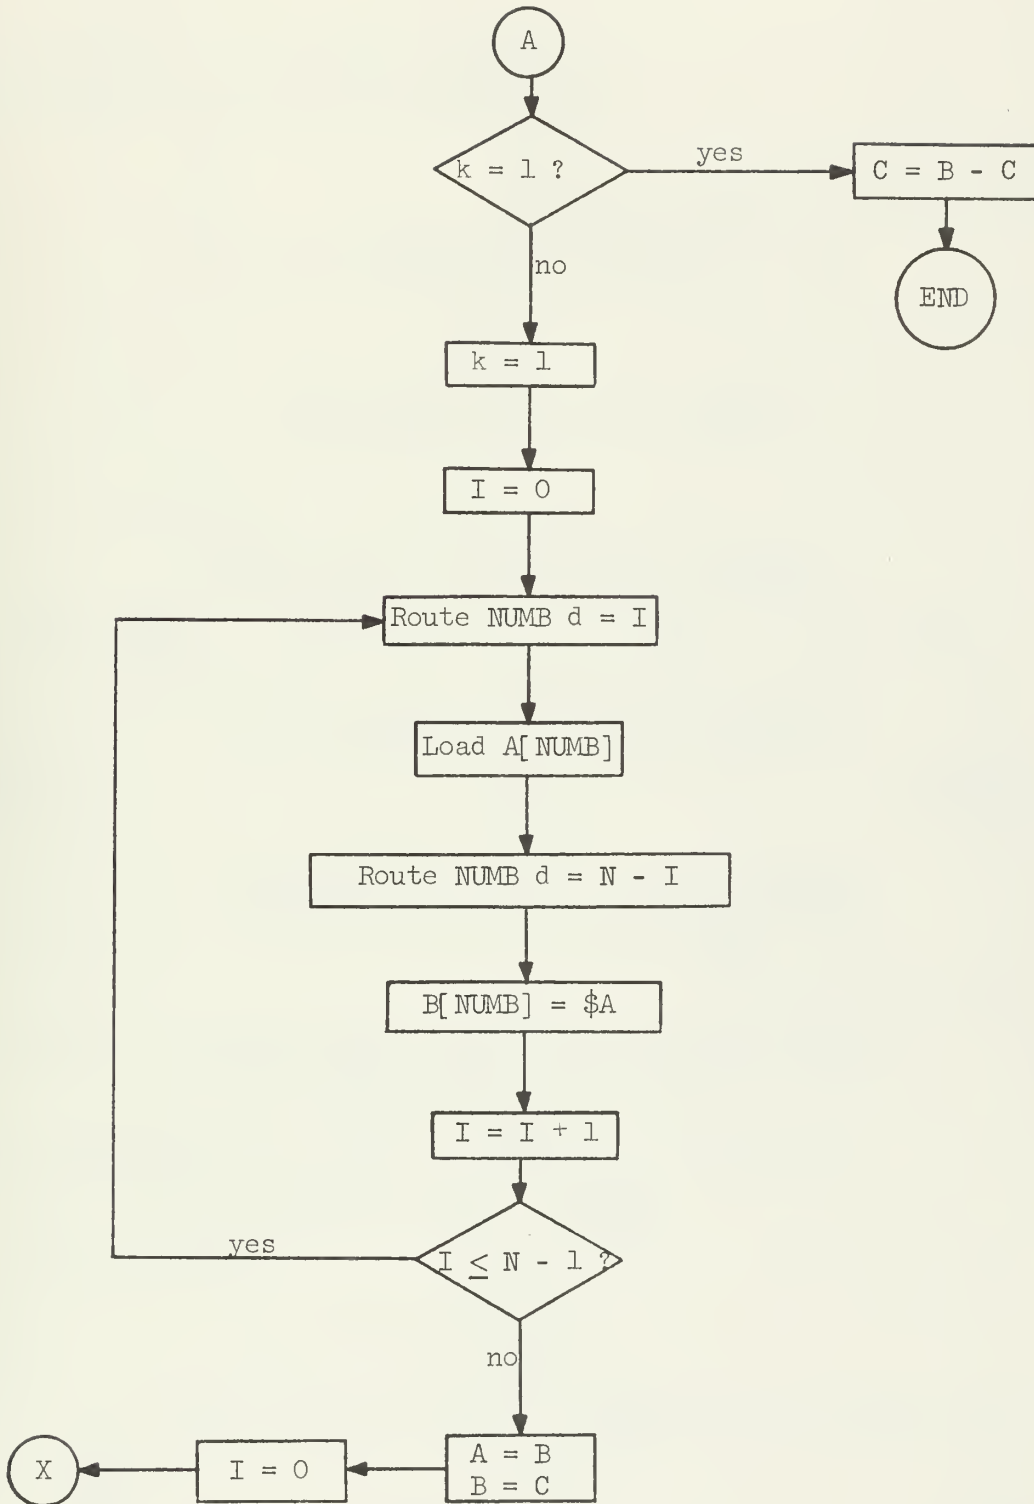 A
k = 1 ?
yes
C = B - C
no
END
k = 1
I = 0
Route NUMB d = I
Load A[NUMB]
Route NUMB d = N - I
B[NUMB] = $A
I = I + 1
yes
I ≤ N - 1 ?
no
A = B
B = C
I = 0
X